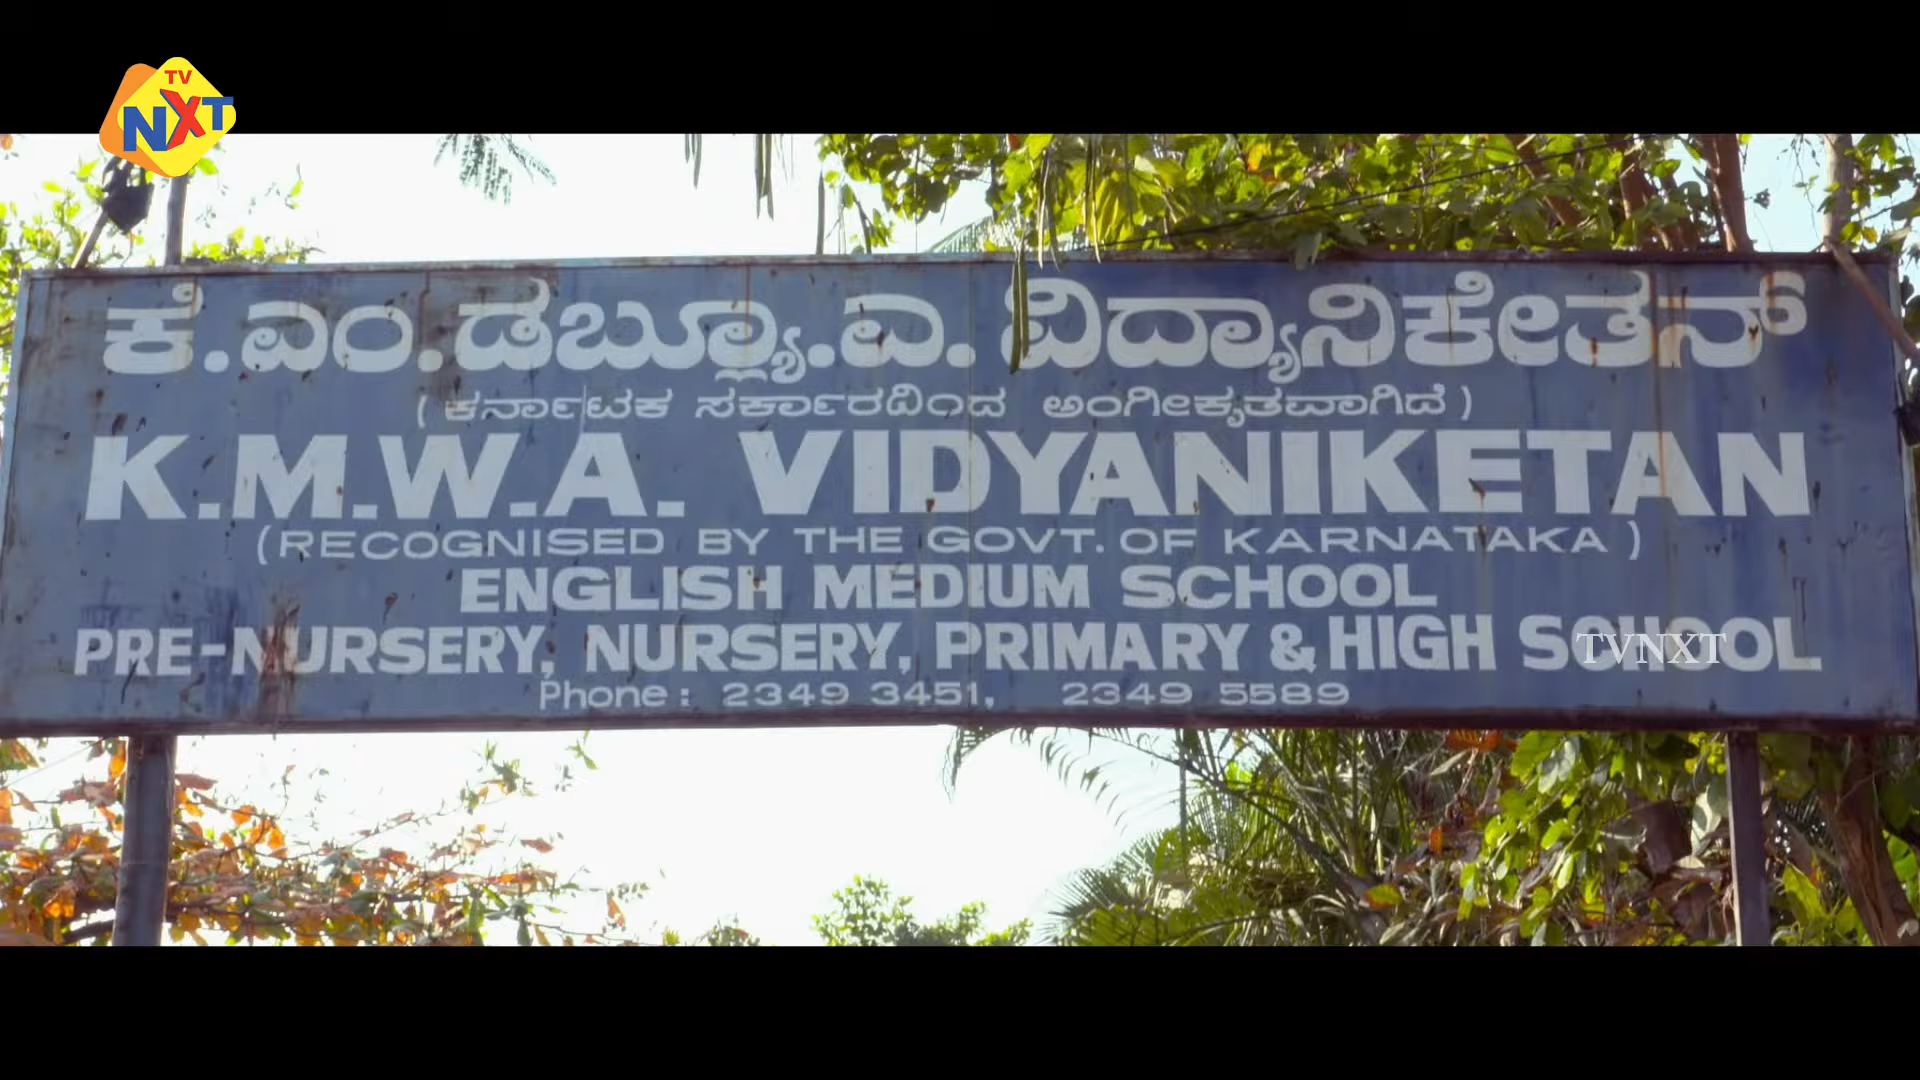 TV
NXT
ಕೆ.ಎಂ.ಡಬ್ಲ್ಯೂ.ಎ. ವಿದ್ಯಾನಿಕೇತನ್
(ಕರ್ನಾಟಕ ಸರ್ಕಾರದಿಂದ ಅಂಗೀಕೃತವಾಗಿದೆ)
K.M.W.A. VIDYANIKETAN
(RECOGNISED BY THE GOVT. OF KARNATAKA)
ENGLISH MEDIUM SCHOOL
PRE-NURSERY, NURSERY, PRIMARY & HIGH SCHOOL
TVNXT
Phone: 2349 3451, 2349 5589